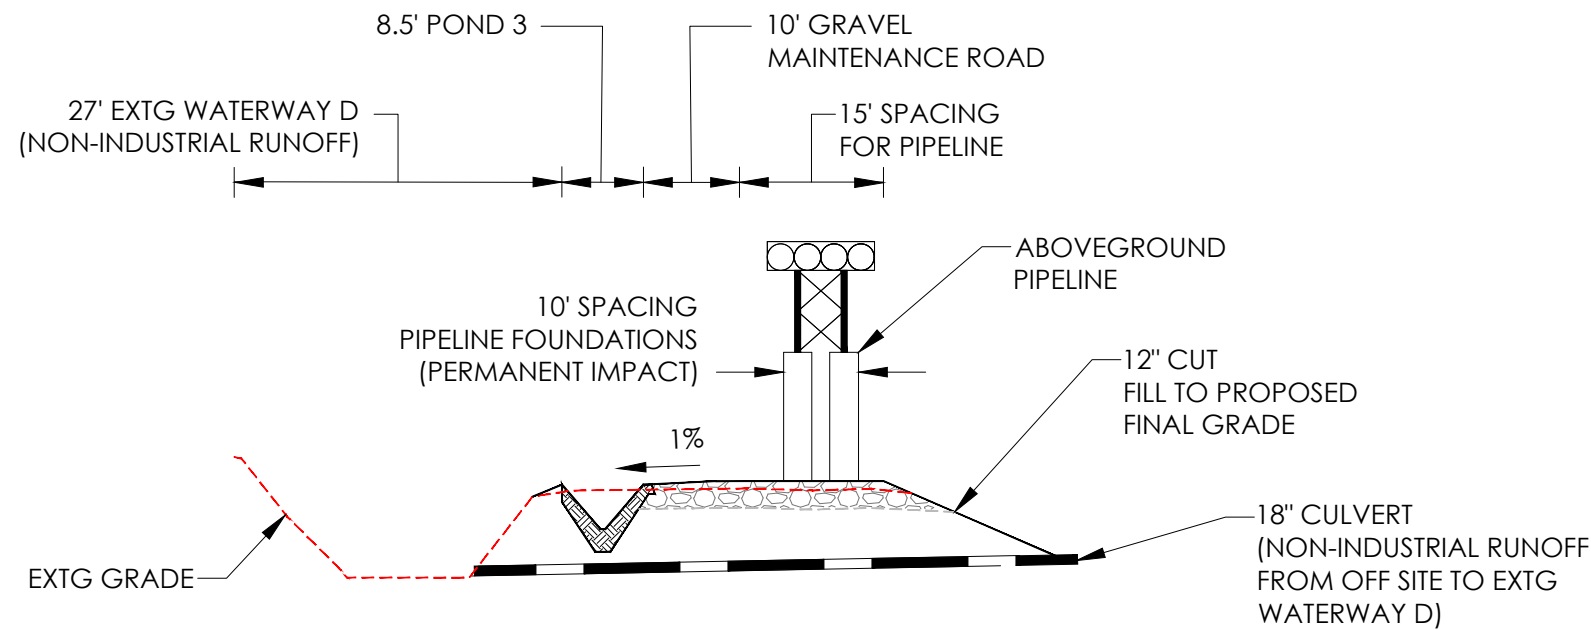 8.5' POND 3
10' GRAVEL
MAINTENANCE ROAD
27' EXTG WATERWAY D
(NON-INDUSTRIAL RUNOFF)
15' SPACING
FOR PIPELINE
ABOVEGROUND
PIPELINE
10' SPACING
PIPELINE FOUNDATIONS
(PERMANENT IMPACT)
12" CUT
FILL TO PROPOSED
FINAL GRADE
1%
18" CULVERT
(NON-INDUSTRIAL RUNOFF
FROM OFF SITE TO EXTG
WATERWAY D)
EXTG GRADE